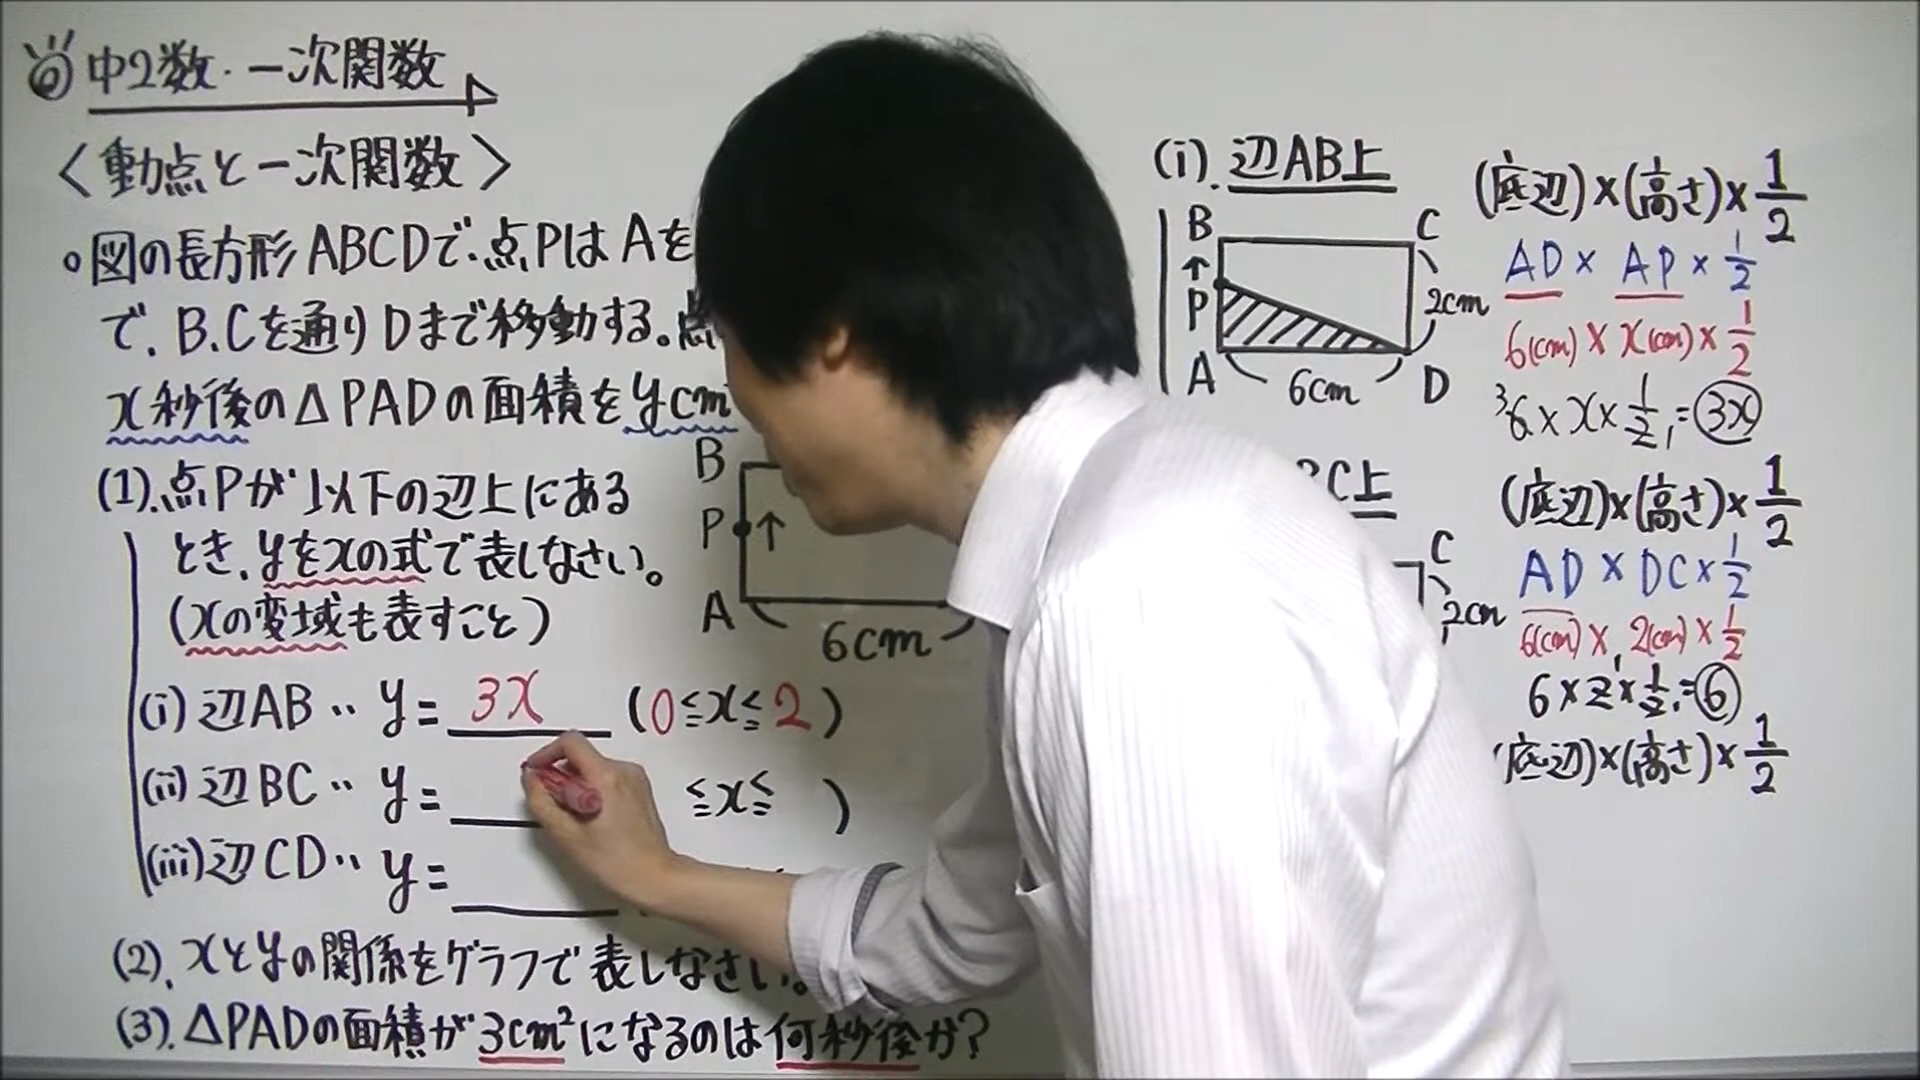 中2数・一次関数
〈動点と一次関数〉
○図の長方形ABCDで、点PはAを
で、B.Cを通りDまで移動する。点
x秒後の△PADの面積をycm
(1).点Pが以下の辺上にある
とき、yをxの式で表しなさい。
(xの変域も表すこと)
(i)辺AB‥ y= 3x (0≦x≦2)
(ii)辺BC‥ y= ≦x≦ )
(iii)辺CD‥ y=
(2). xとyの関係をグラフで表しなさい。
(3). △PADの面積が3cm²になるのは何秒後か?
B
P ↑
A
6cm
(i). 辺AB上
B C
↑
P 2cm
A 6cm D
(底辺)×(高さ)×1/2
AD × AP × 1/2
6(cm) × x(cm) × 1/2
3
6 × x × 1/2 1 = 3x
C上
C
2cm
(底辺)×(高さ)×1/2
AD × DC × 1/2
6(cm) × 2(cm) × 1/2
1
6 × 2 × 1/2 1 = 6
(底辺)×(高さ)×1/2